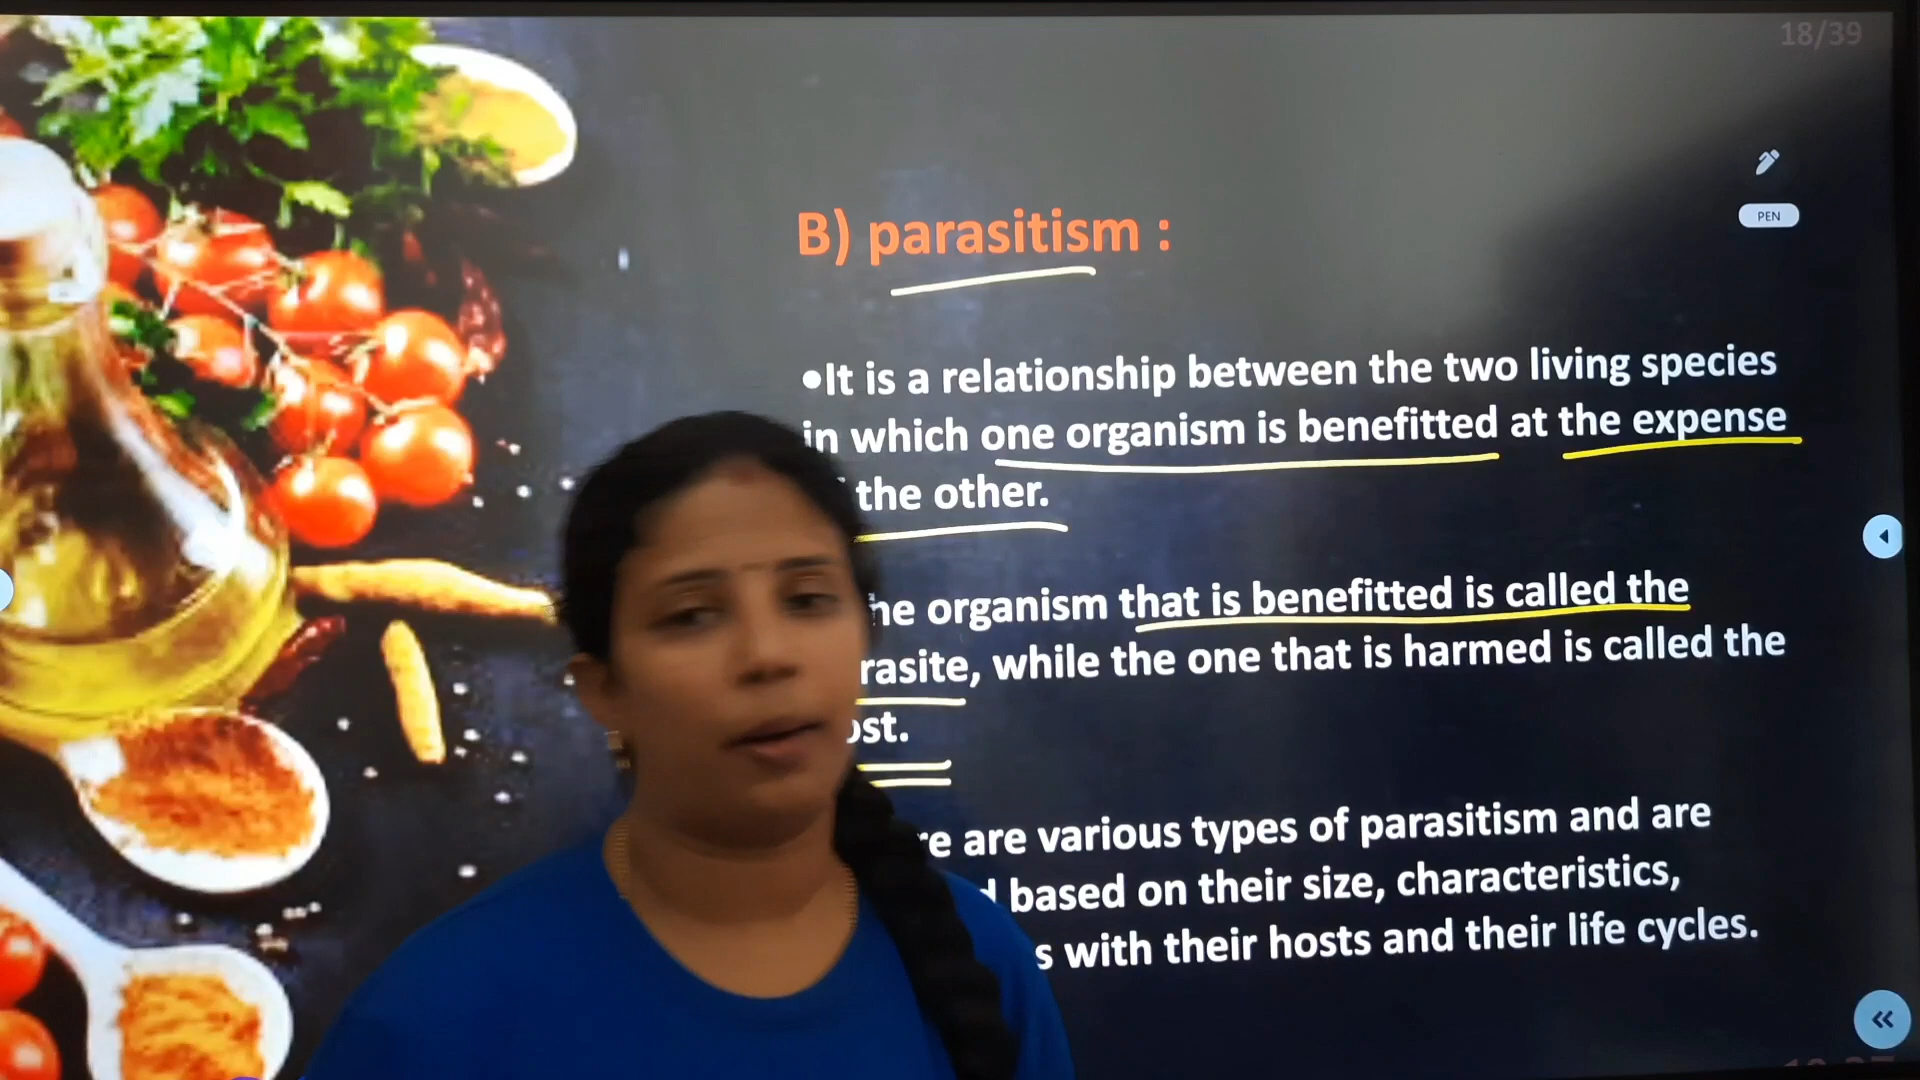 18/39
PEN
B) parasitism :
•It is a relationship between the two living species
in which one organism is benefitted at the expense
the other.
organism that is benefitted is called the
while the one that is harmed is called the
are various types of parasitism and are
based on their size, characteristics,
with their hosts and their life cycles.